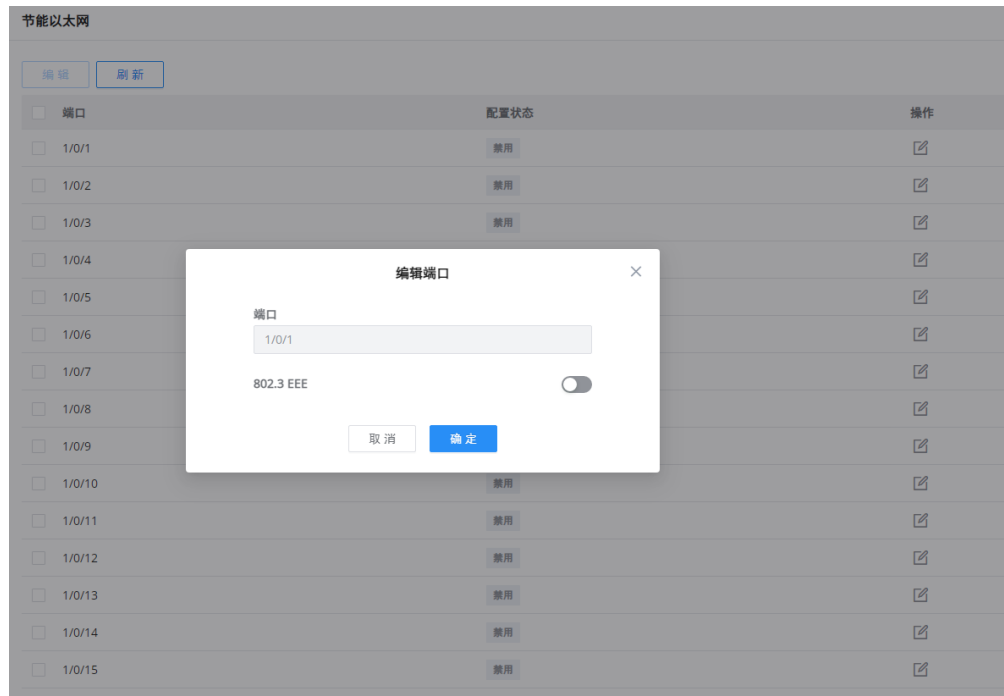 节能以太网
编辑 刷新
端口 配置状态 操作
1/0/1 禁用
1/0/2 禁用
1/0/3 禁用
1/0/4
1/0/5
1/0/6
1/0/7
1/0/8
1/0/9
编辑端口
端口
1/0/1
802.3 EEE
取消 确定
1/0/10 禁用
1/0/11 禁用
1/0/12 禁用
1/0/13 禁用
1/0/14 禁用
1/0/15 禁用